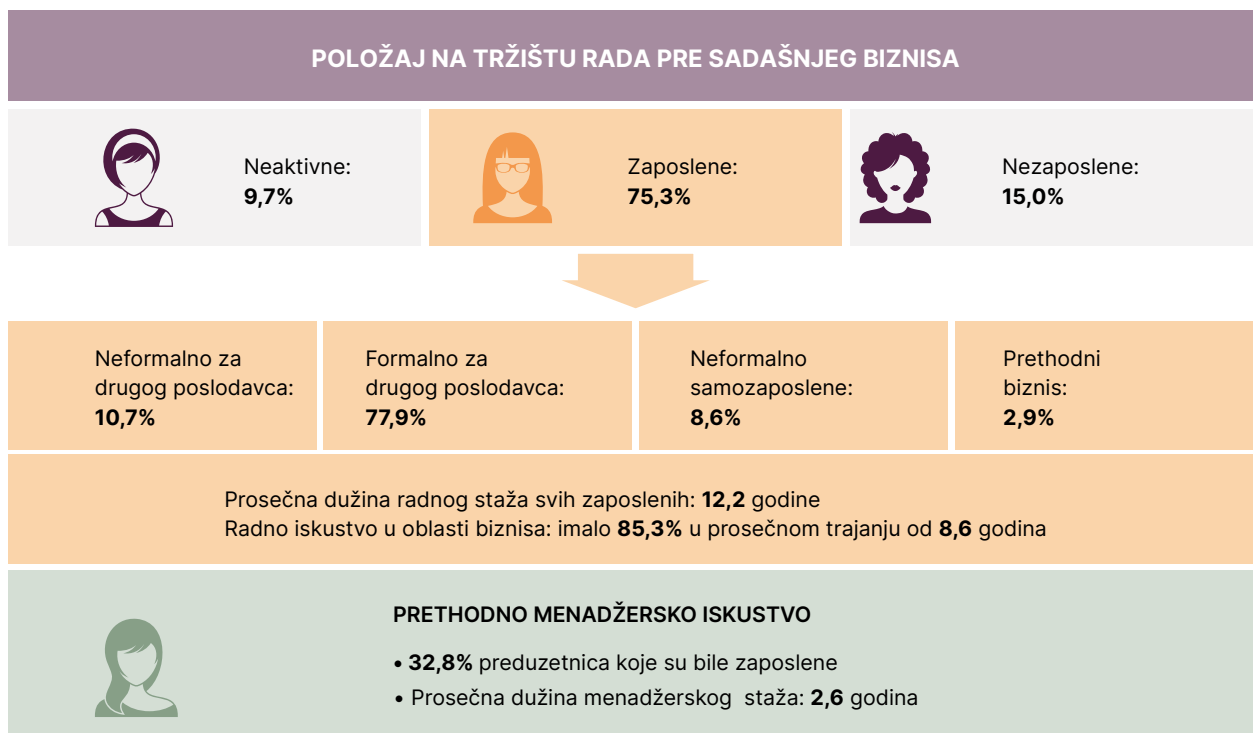 POLOŽAJ NA TRŽIŠTU RADA PRE SADAŠNJEG BIZNISA
Neaktivne:
9,7%
Zaposlene:
75,3%
Nezaposlene:
15,0%
Neformalno za
drugog poslodavca:
10,7%
Formalno za
drugog poslodavca:
77,9%
Neformalno
samozaposlene:
8,6%
Prethodni
biznis:
2,9%
Prosečna dužina radnog staža svih zaposlenih: 12,2 godine
Radno iskustvo u oblasti biznisa: imalo 85,3% u prosečnom trajanju od 8,6 godina
PRETHODNO MENADŽERSKO ISKUSTVO
• 32,8% preduzetnica koje su bile zaposlene
• Prosečna dužina menadžerskog staža: 2,6 godina